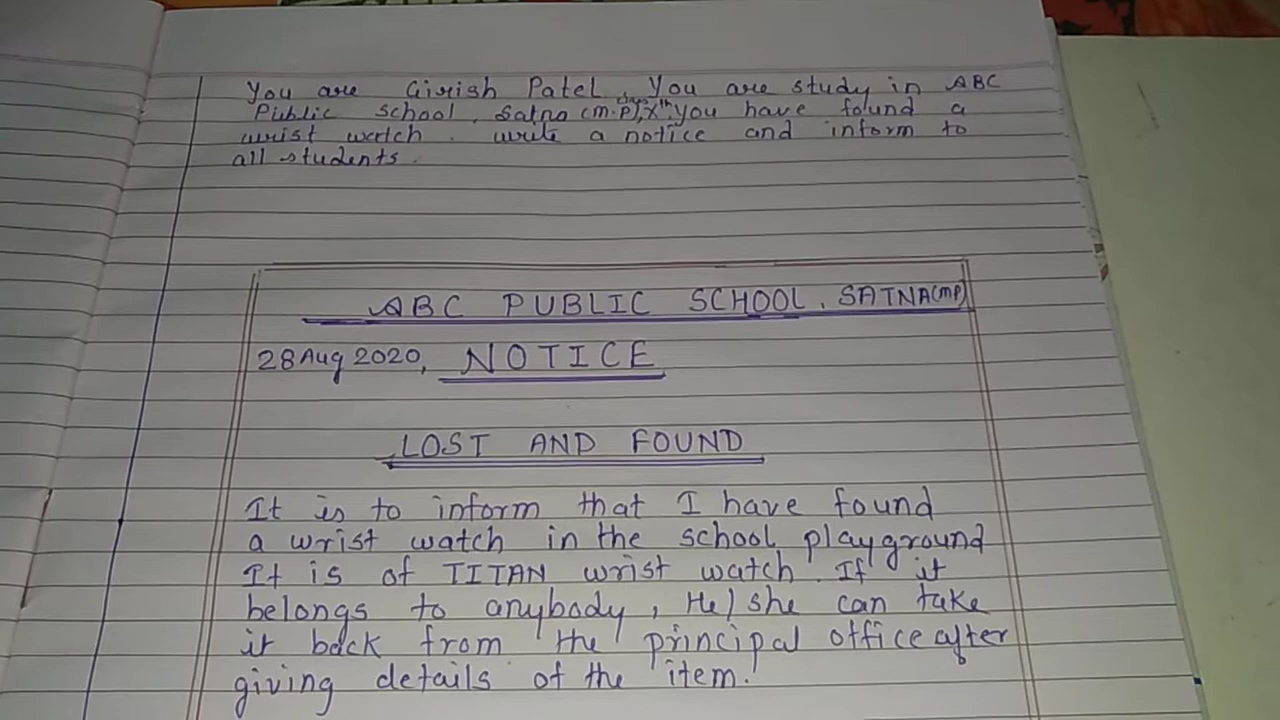 You are Girish Patel, You are study in ABC
Public School, Satna (m.p), Xth you have found a
wrist watch. write a notice and inform to
all students.
ABC PUBLIC SCHOOL, SATNA(MP)
28 Aug 2020, NOTICE
LOST AND FOUND
It is to inform that I have found
a wrist watch in the school playground
It is of TITAN wrist watch. If it
belongs to anybody, He/she can take
it back from the principal office after
giving details of the item.